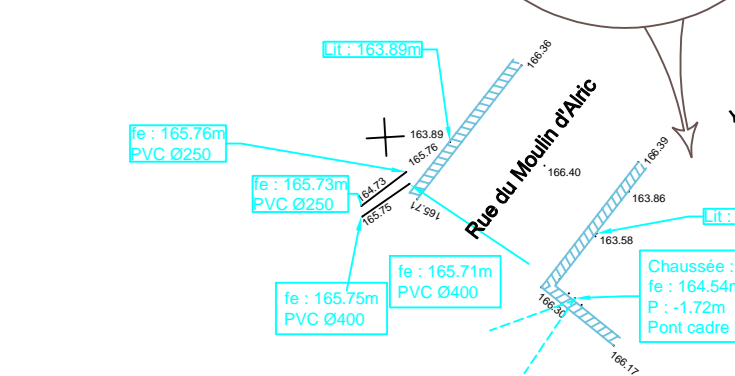 166.36
Lit : 163.89m
163.89
165.76
fe : 165.76m
PVC Ø250
Rue du Moulin d'Alric
166.39
166.40
fe : 165.73m
PVC Ø250
164.73
165.75
165.71
163.86
Lit :
163.58
fe : 165.71m
PVC Ø400
Chaussée :
fe : 164.54m
P : -1.72m
Pont cadre
fe : 165.75m
PVC Ø400
166.30
166.17